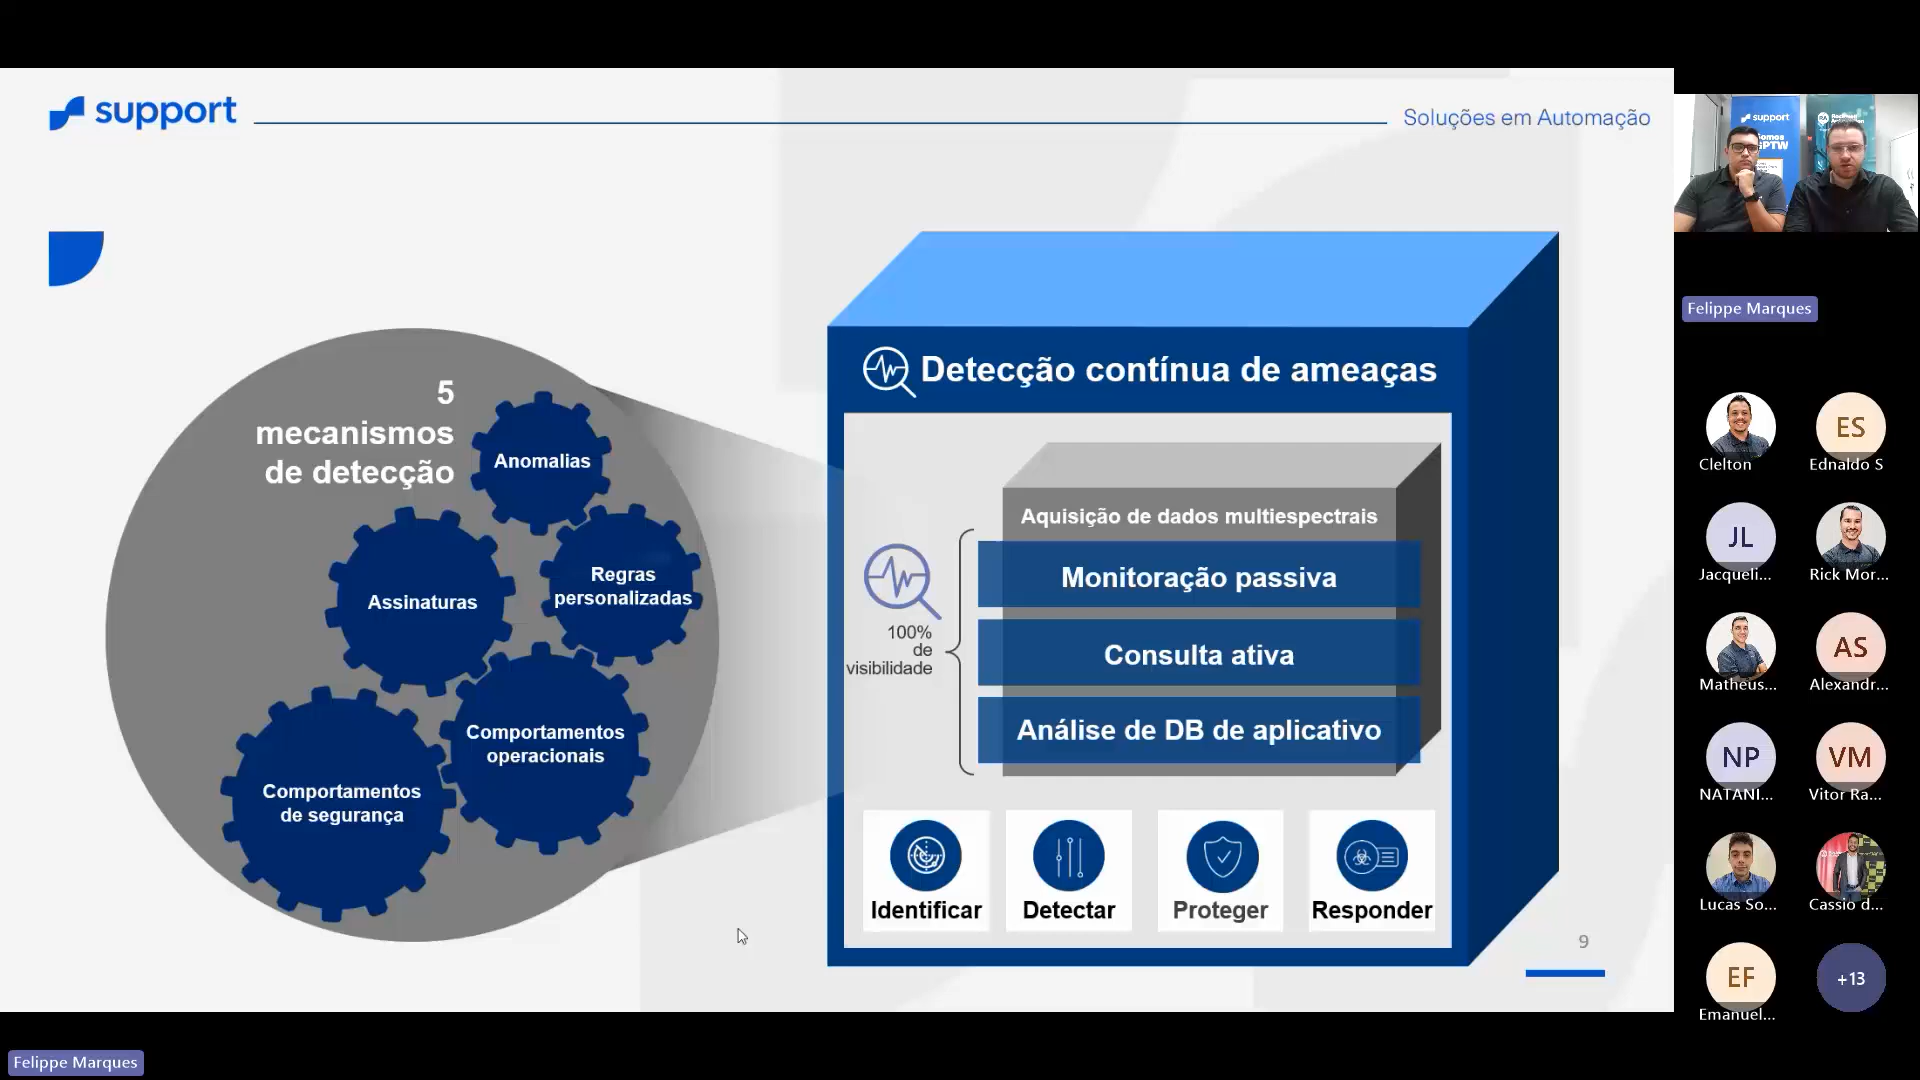 support
Soluções em Automação
5
mecanismos
de detecção
Anomalias
Assinaturas
Regras
personalizadas
Comportamentos
operacionais
Comportamentos
de segurança
Detecção contínua de ameaças
Aquisição de dados multiespectrais
Monitoração passiva
Consulta ativa
Análise de DB de aplicativo
100%
de
visibilidade
Identificar
Detectar
Proteger
Responder
9
support
GPTW
Felippe Marques
Clelton
ES
Ednaldo S
JL
Jacqueli...
Rick Mor...
Matheus...
AS
Alexandr...
NP
NATANI...
VM
Vitor Ra...
Lucas So...
Cassio d...
EF
Emanuel...
+13
Felippe Marques